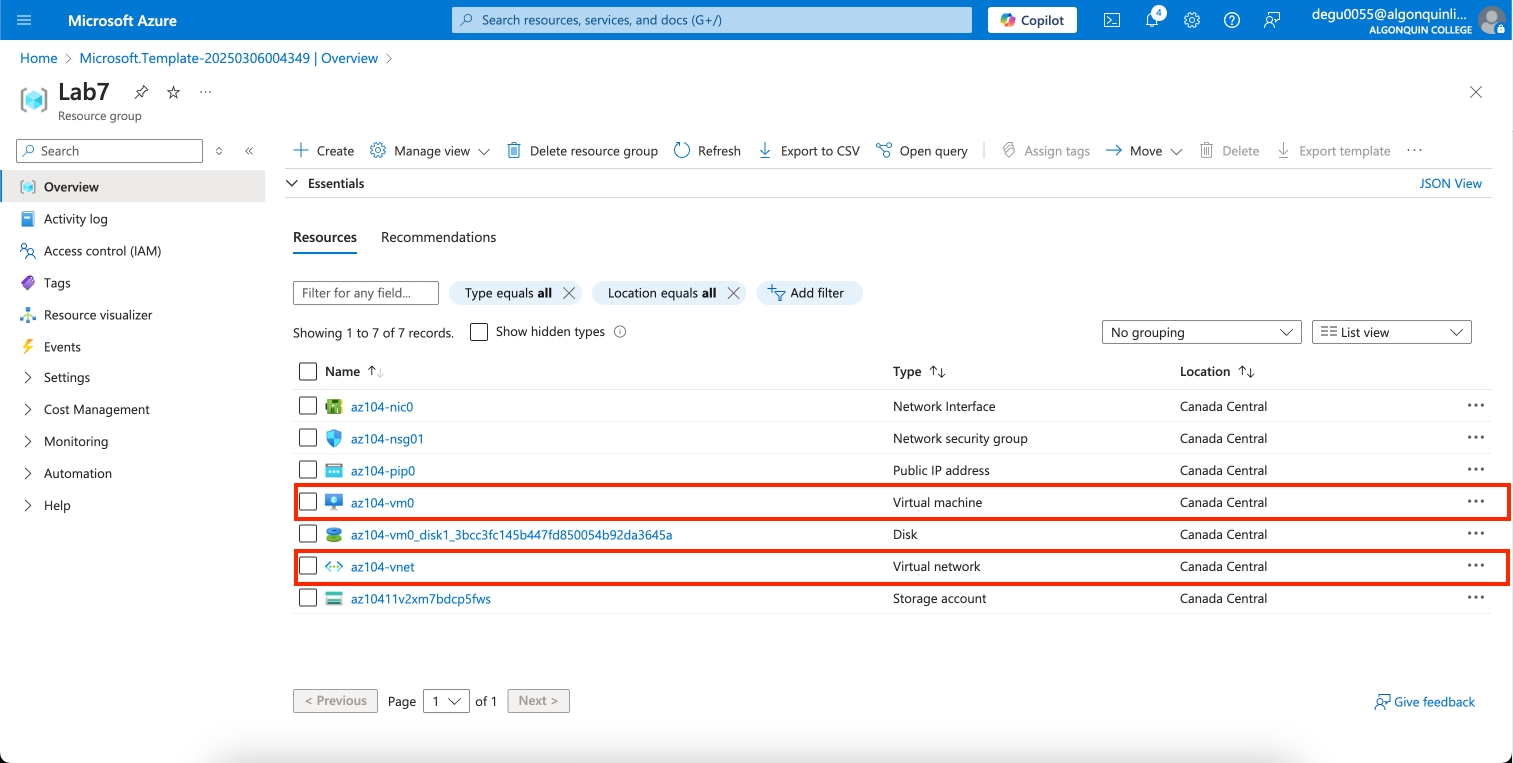 Microsoft Azure
Search resources, services, and docs (G+/)
Copilot
4
degu0055@algonquinli...
ALGONQUIN COLLEGE
Home > Microsoft.Template-20250306004349 | Overview >
Lab7
...
Resource group
Search
Create
Manage view
Delete resource group
Refresh
Export to CSV
Open query
Assign tags
Move
Delete
Export template
...
Overview
Activity log
Access control (IAM)
Tags
Resource visualizer
Events
Settings
Cost Management
Monitoring
Automation
Help
Essentials
JSON View
Resources
Recommendations
Filter for any field...
Type equals all
Location equals all
Add filter
Showing 1 to 7 of 7 records.
Show hidden types
No grouping
List view
Name Type Location
az104-nic0 Network Interface Canada Central ...
az104-nsg01 Network security group Canada Central ...
az104-pip0 Public IP address Canada Central ...
az104-vm0 Virtual machine Canada Central ...
az104-vm0_disk1_3bcc3fc145b447fd850054b92da3645a Disk Canada Central ...
az104-vnet Virtual network Canada Central ...
az10411v2xm7bdcp5fws Storage account Canada Central ...
< Previous Page 1 of 1 Next >
Give feedback